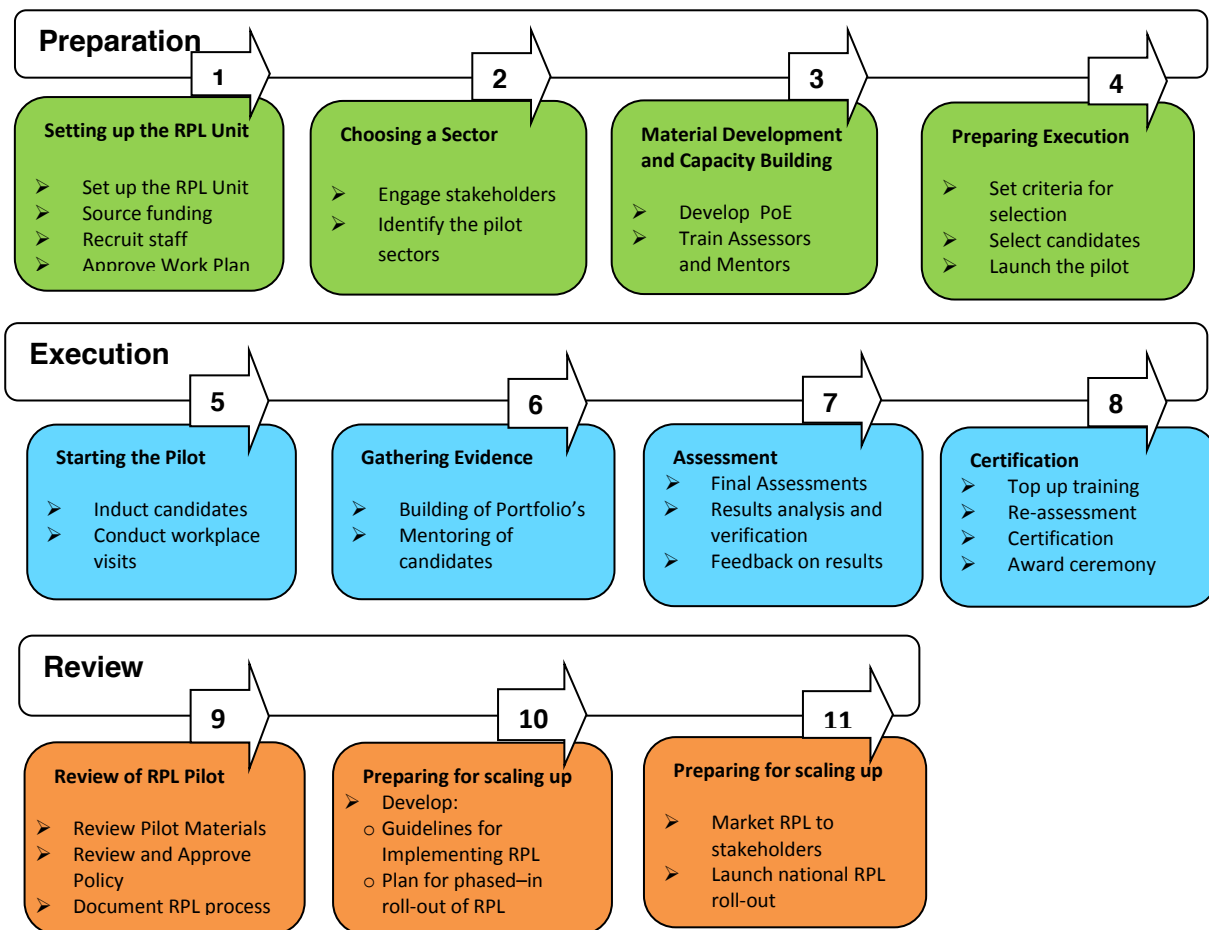 Preparation
1
2
3
4
Setting up the RPL Unit
➢ Set up the RPL Unit
➢ Source funding
➢ Recruit staff
➢ Approve Work Plan
Choosing a Sector
➢ Engage stakeholders
➢ Identify the pilot
sectors
Material Development
and Capacity Building
➢ Develop PoE
➢ Train Assessors
and Mentors
Preparing Execution
➢ Set criteria for
selection
➢ Select candidates
➢ Launch the pilot
Execution
5
6
7
8
Starting the Pilot
➢ Induct candidates
➢ Conduct workplace
visits
Gathering Evidence
➢ Building of Portfolio's
➢ Mentoring of
candidates
Assessment
➢ Final Assessments
➢ Results analysis and
verification
➢ Feedback on results
Certification
➢ Top up training
➢ Re-assessment
➢ Certification
➢ Award ceremony
Review
9
10
11
Review of RPL Pilot
➢ Review Pilot Materials
➢ Review and Approve
Policy
➢ Document RPL process
Preparing for scaling up
➢ Develop:
o Guidelines for
Implementing RPL
o Plan for phased–in
roll-out of RPL
Preparing for scaling up
➢ Market RPL to
stakeholders
➢ Launch national RPL
roll-out